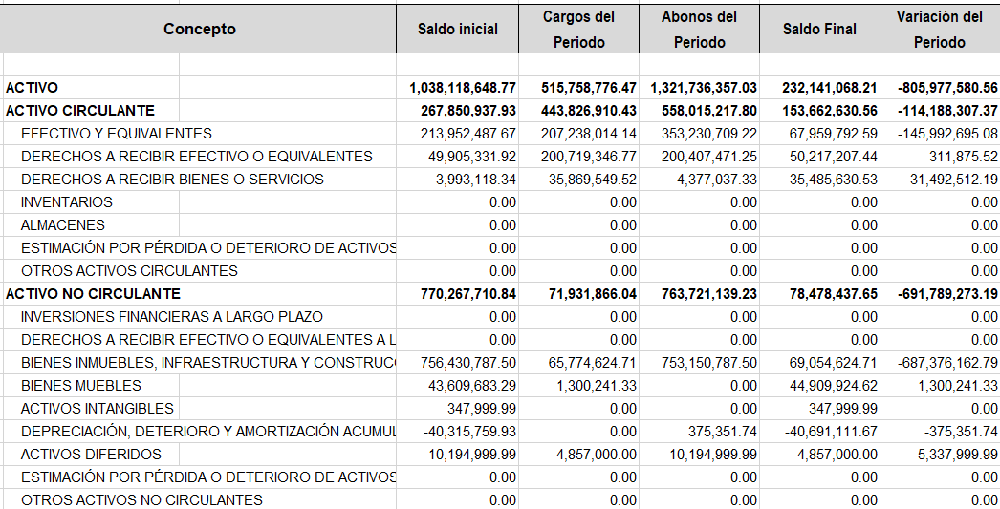 Concepto Saldo inicial Cargos del Periodo Abonos del Periodo Saldo Final Variación del Periodo
ACTIVO 1,038,118,648.77 515,758,776.47 1,321,736,357.03 232,141,068.21 -805,977,580.56
ACTIVO CIRCULANTE 267,850,937.93 443,826,910.43 558,015,217.80 153,662,630.56 -114,188,307.37
EFECTIVO Y EQUIVALENTES 213,952,487.67 207,238,014.14 353,230,709.22 67,959,792.59 -145,992,695.08
DERECHOS A RECIBIR EFECTIVO O EQUIVALENTES 49,905,331.92 200,719,346.77 200,407,471.25 50,217,207.44 311,875.52
DERECHOS A RECIBIR BIENES O SERVICIOS 3,993,118.34 35,869,549.52 4,377,037.33 35,485,630.53 31,492,512.19
INVENTARIOS 0.00 0.00 0.00 0.00 0.00
ALMACENES 0.00 0.00 0.00 0.00 0.00
ESTIMACIÓN POR PÉRDIDA O DETERIORO DE ACTIVOS 0.00 0.00 0.00 0.00 0.00
OTROS ACTIVOS CIRCULANTES 0.00 0.00 0.00 0.00 0.00
ACTIVO NO CIRCULANTE 770,267,710.84 71,931,866.04 763,721,139.23 78,478,437.65 -691,789,273.19
INVERSIONES FINANCIERAS A LARGO PLAZO 0.00 0.00 0.00 0.00 0.00
DERECHOS A RECIBIR EFECTIVO O EQUIVALENTES A L 0.00 0.00 0.00 0.00 0.00
BIENES INMUEBLES, INFRAESTRUCTURA Y CONSTRUC 756,430,787.50 65,774,624.71 753,150,787.50 69,054,624.71 -687,376,162.79
BIENES MUEBLES 43,609,683.29 1,300,241.33 0.00 44,909,924.62 1,300,241.33
ACTIVOS INTANGIBLES 347,999.99 0.00 0.00 347,999.99 0.00
DEPRECIACIÓN, DETERIORO Y AMORTIZACIÓN ACUMUL -40,315,759.93 0.00 375,351.74 -40,691,111.67 -375,351.74
ACTIVOS DIFERIDOS 10,194,999.99 4,857,000.00 10,194,999.99 4,857,000.00 -5,337,999.99
ESTIMACIÓN POR PÉRDIDA O DETERIORO DE ACTIVOS 0.00 0.00 0.00 0.00 0.00
OTROS ACTIVOS NO CIRCULANTES 0.00 0.00 0.00 0.00 0.00